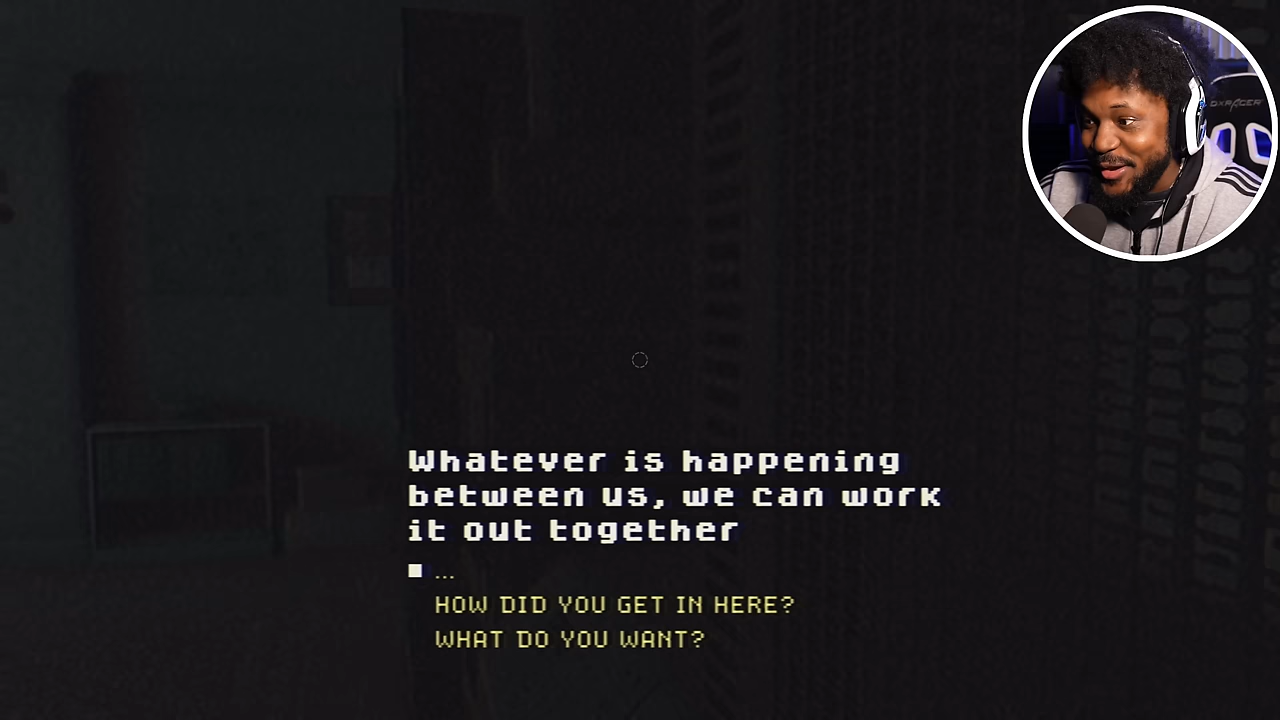 DXRACER
Whatever is happening
between us, we can work
it out together
...
HOW DID YOU GET IN HERE?
WHAT DO YOU WANT?